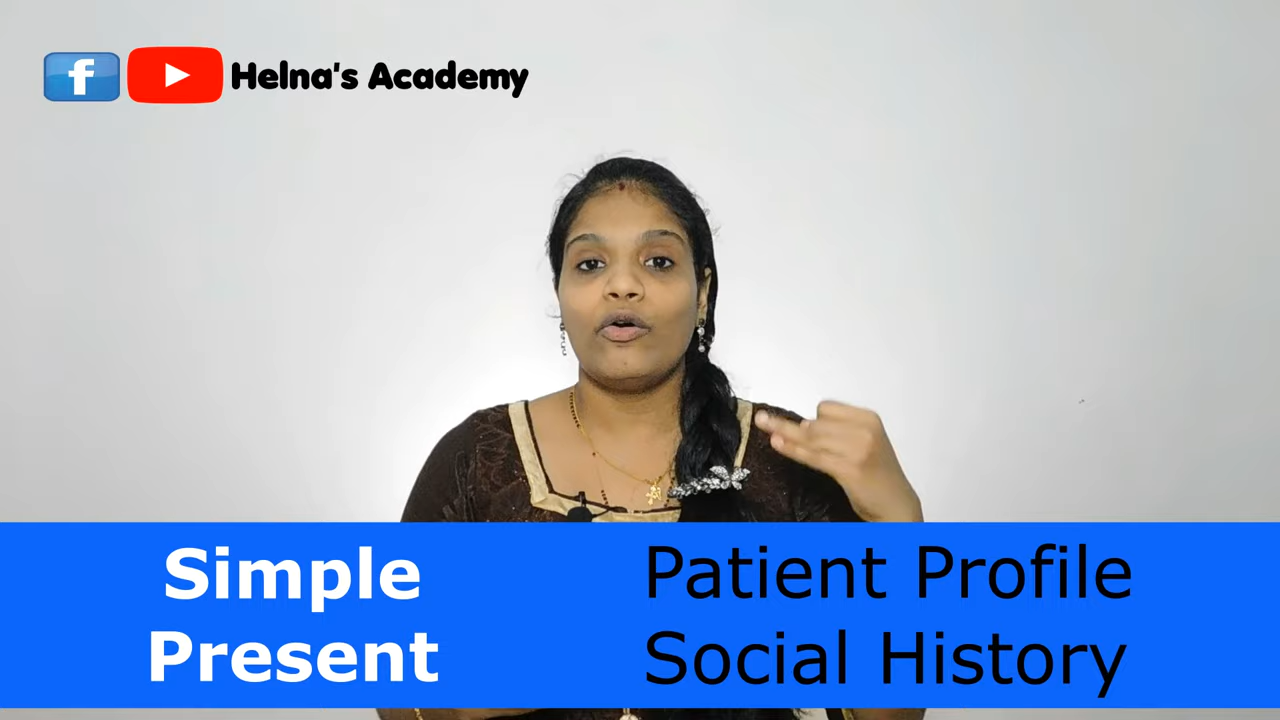 Helna's Academy
Simple
Present
Patient Profile
Social History